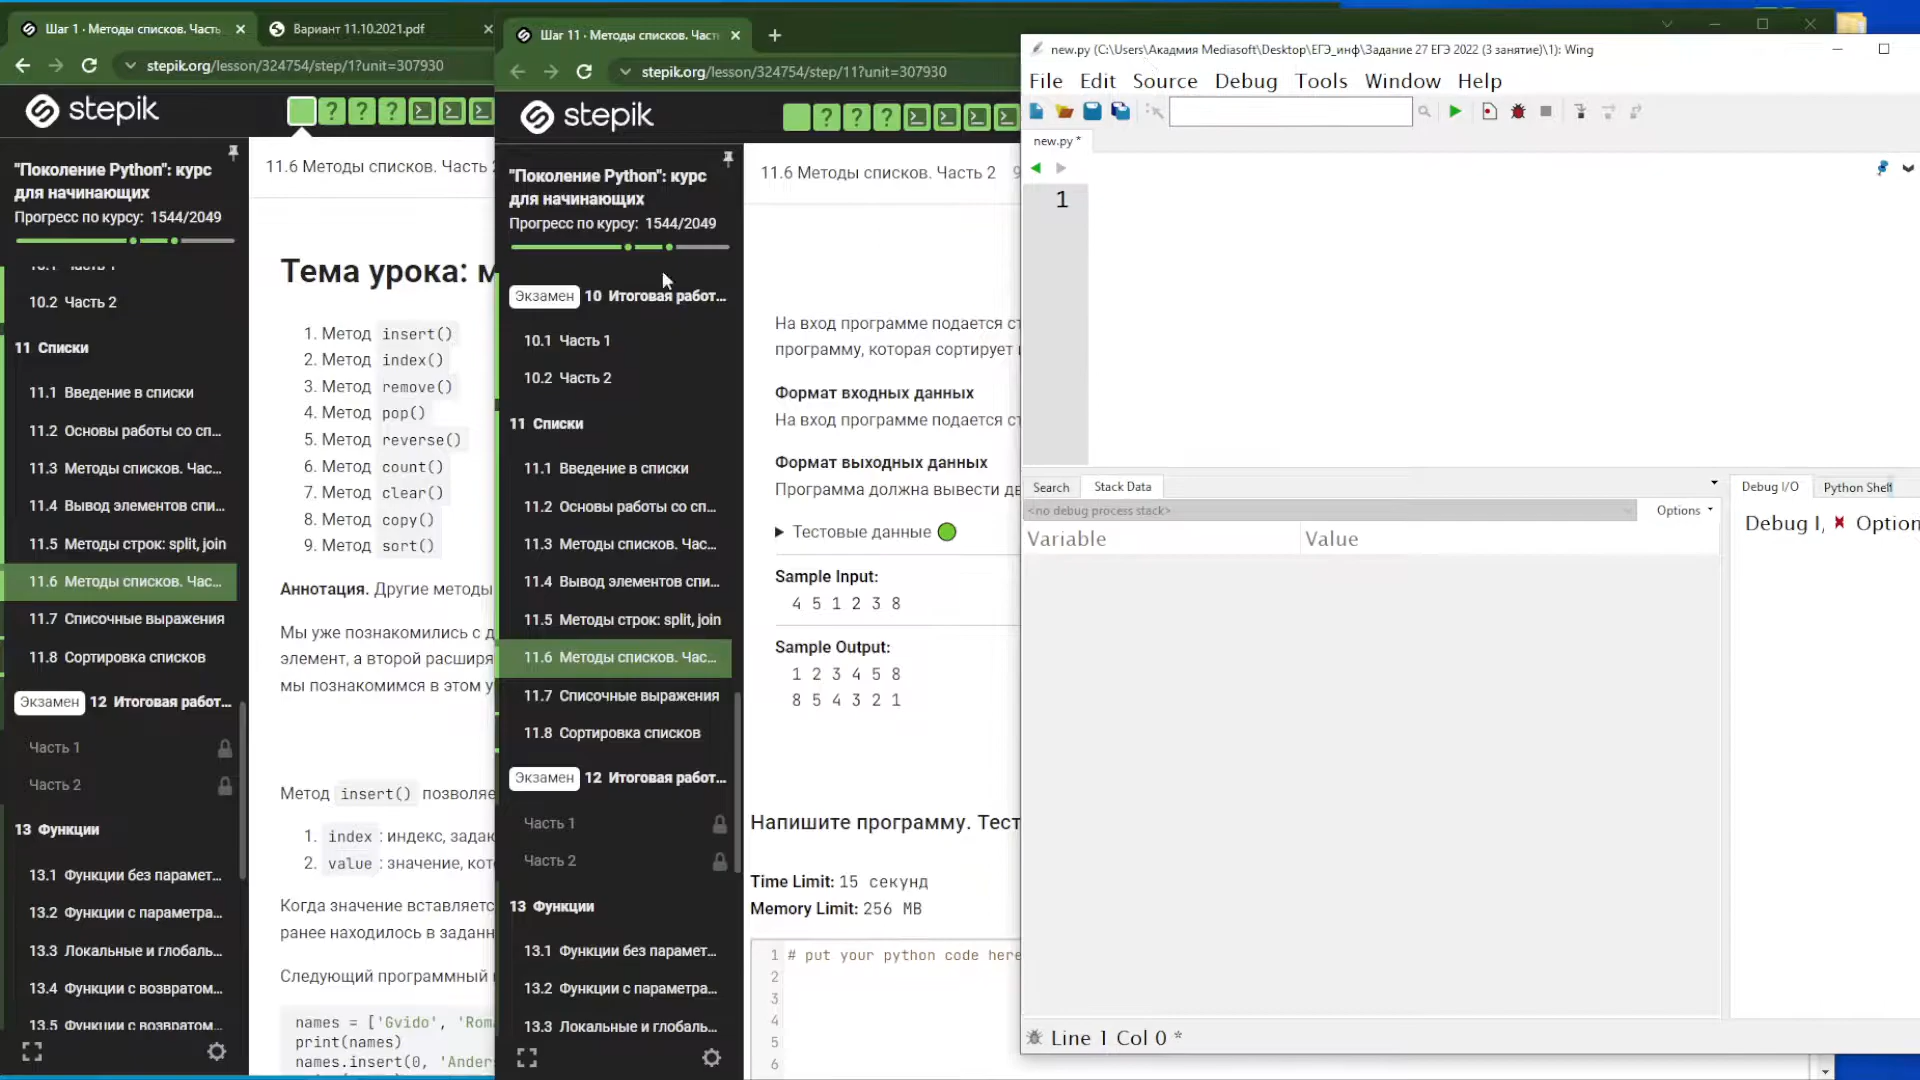 Шаг 1 · Методы списков. Часть
Вариант 11.10.2021.pdf
stepik.org/lesson/324754/step/1?unit=307930
stepik
"Поколение Python": курс
для начинающих
Прогресс по курсу: 1544/2049
10.1 Часть 1
10.2 Часть 2
11 Списки
11.1 Введение в списки
11.2 Основы работы со сп...
11.3 Методы списков. Час...
11.4 Вывод элементов спи...
11.5 Методы строк: split, join
11.6 Методы списков. Час...
11.7 Списочные выражения
11.8 Сортировка списков
Экзамен 12 Итоговая работ...
Часть 1
Часть 2
13 Функции
13.1 Функции без парамет...
13.2 Функции с параметра...
13.3 Локальные и глобаль...
13.4 Функции с возвратом...
13.5 Функции с возвратом...
11.6 Методы списков. Часть 2
Тема урока: м
1. Метод insert()
2. Метод index()
3. Метод remove()
4. Метод pop()
5. Метод reverse()
6. Метод count()
7. Метод clear()
8. Метод copy()
9. Метод sort()
Аннотация. Другие методы
Мы уже познакомились с д
элемент, а второй расширя
мы познакомимся в этом у
Метод insert() позволяе
1. index : индекс, задаю
2. value : значение, кото
Когда значение вставляетс
ранее находилось в заданн
Следующий программный
names = ['Gvido', 'Roma
print(names)
names.insert(0, 'Anders
Шаг 11 · Методы списков. Част
stepik.org/lesson/324754/step/11?unit=307930
stepik
"Поколение Python": курс
для начинающих
Прогресс по курсу: 1544/2049
Экзамен 10 Итоговая работ...
10.1 Часть 1
10.2 Часть 2
11 Списки
11.1 Введение в списки
11.2 Основы работы со сп...
11.3 Методы списков. Час...
11.4 Вывод элементов спи...
11.5 Методы строк: split, join
11.6 Методы списков. Час...
11.7 Списочные выражения
11.8 Сортировка списков
Экзамен 12 Итоговая работ...
Часть 1
Часть 2
13 Функции
13.1 Функции без парамет...
13.2 Функции с параметра...
13.3 Локальные и глобаль...
11.6 Методы списков. Часть 2 9
На вход программе подается ст
программу, которая сортирует
Формат входных данных
На вход программе подается ст
Формат выходных данных
Программа должна вывести дв
Тестовые данные
Sample Input:
4 5 1 2 3 8
Sample Output:
1 2 3 4 5 8
8 5 4 3 2 1
Напишите программу. Тест
Time Limit: 15 секунд
Memory Limit: 256 MB
1 # put your python code here
2
3
4
5
6
new.py (C:\Users\Акадмия Mediasoft\Desktop\ЕГЭ_инф\Задание 27 ЕГЭ 2022 (3 занятие)\1): Wing
File Edit Source Debug Tools Window Help
new.py *
1
Search Stack Data
<no debug process stack>
Options
Variable Value
Debug I/O Python Shell
Debug I, Option
Line 1 Col 0 *